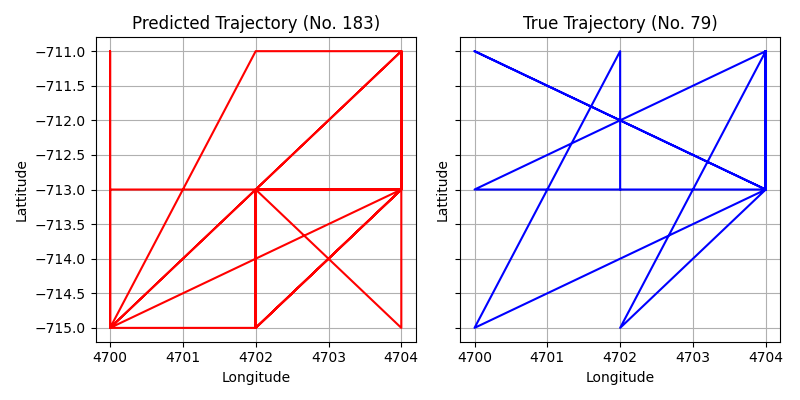 Predicted Trajectory (No. 183)
True Trajectory (No. 79)
Lattitude
−711.0
−711.5
−712.0
−712.5
−713.0
−713.5
−714.0
−714.5
−715.0
4700 4701 4702 4703 4704
Longitude
Lattitude
4700 4701 4702 4703 4704
Longitude